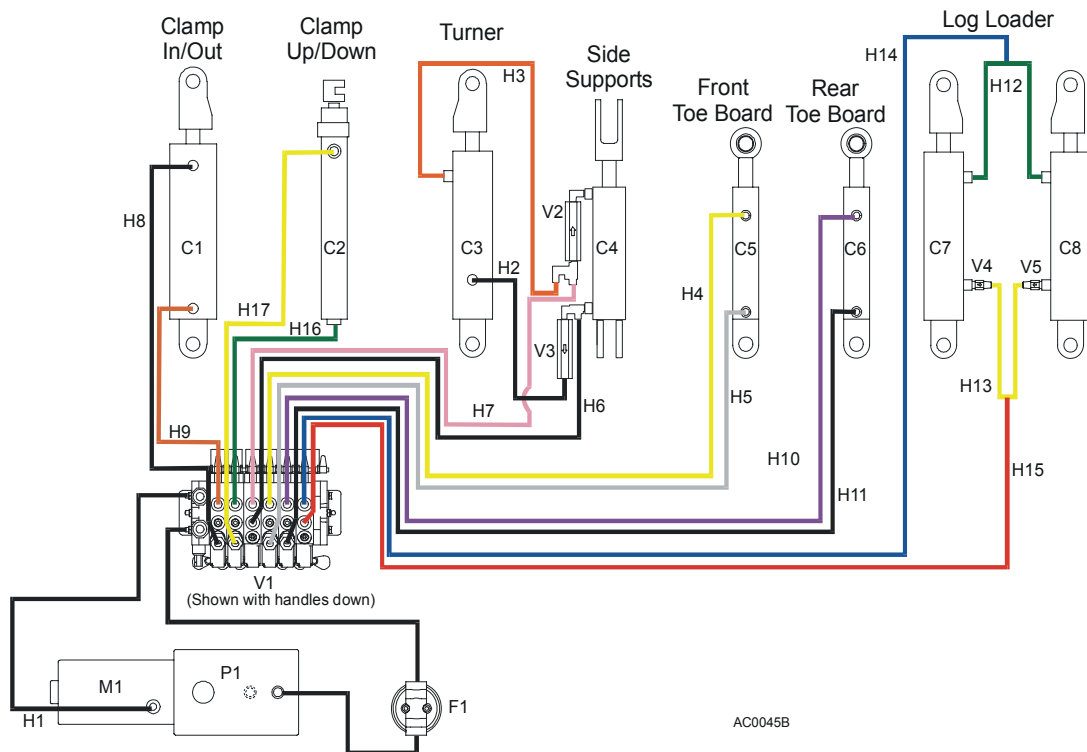 Clamp
In/Out
Clamp
Up/Down
Turner
Side
Supports
Front
Toe Board
Rear
Toe Board
Log Loader
H14
H3
H12
H8
V2
C1
C2
C3
C4
C5
C6
C7
C8
H2
V4
V5
H4
H17
H16
V3
H13
H7
H6
H5
H9
H10
H15
H11
V1
(Shown with handles down)
P1
M1
F1
H1
AC0045B